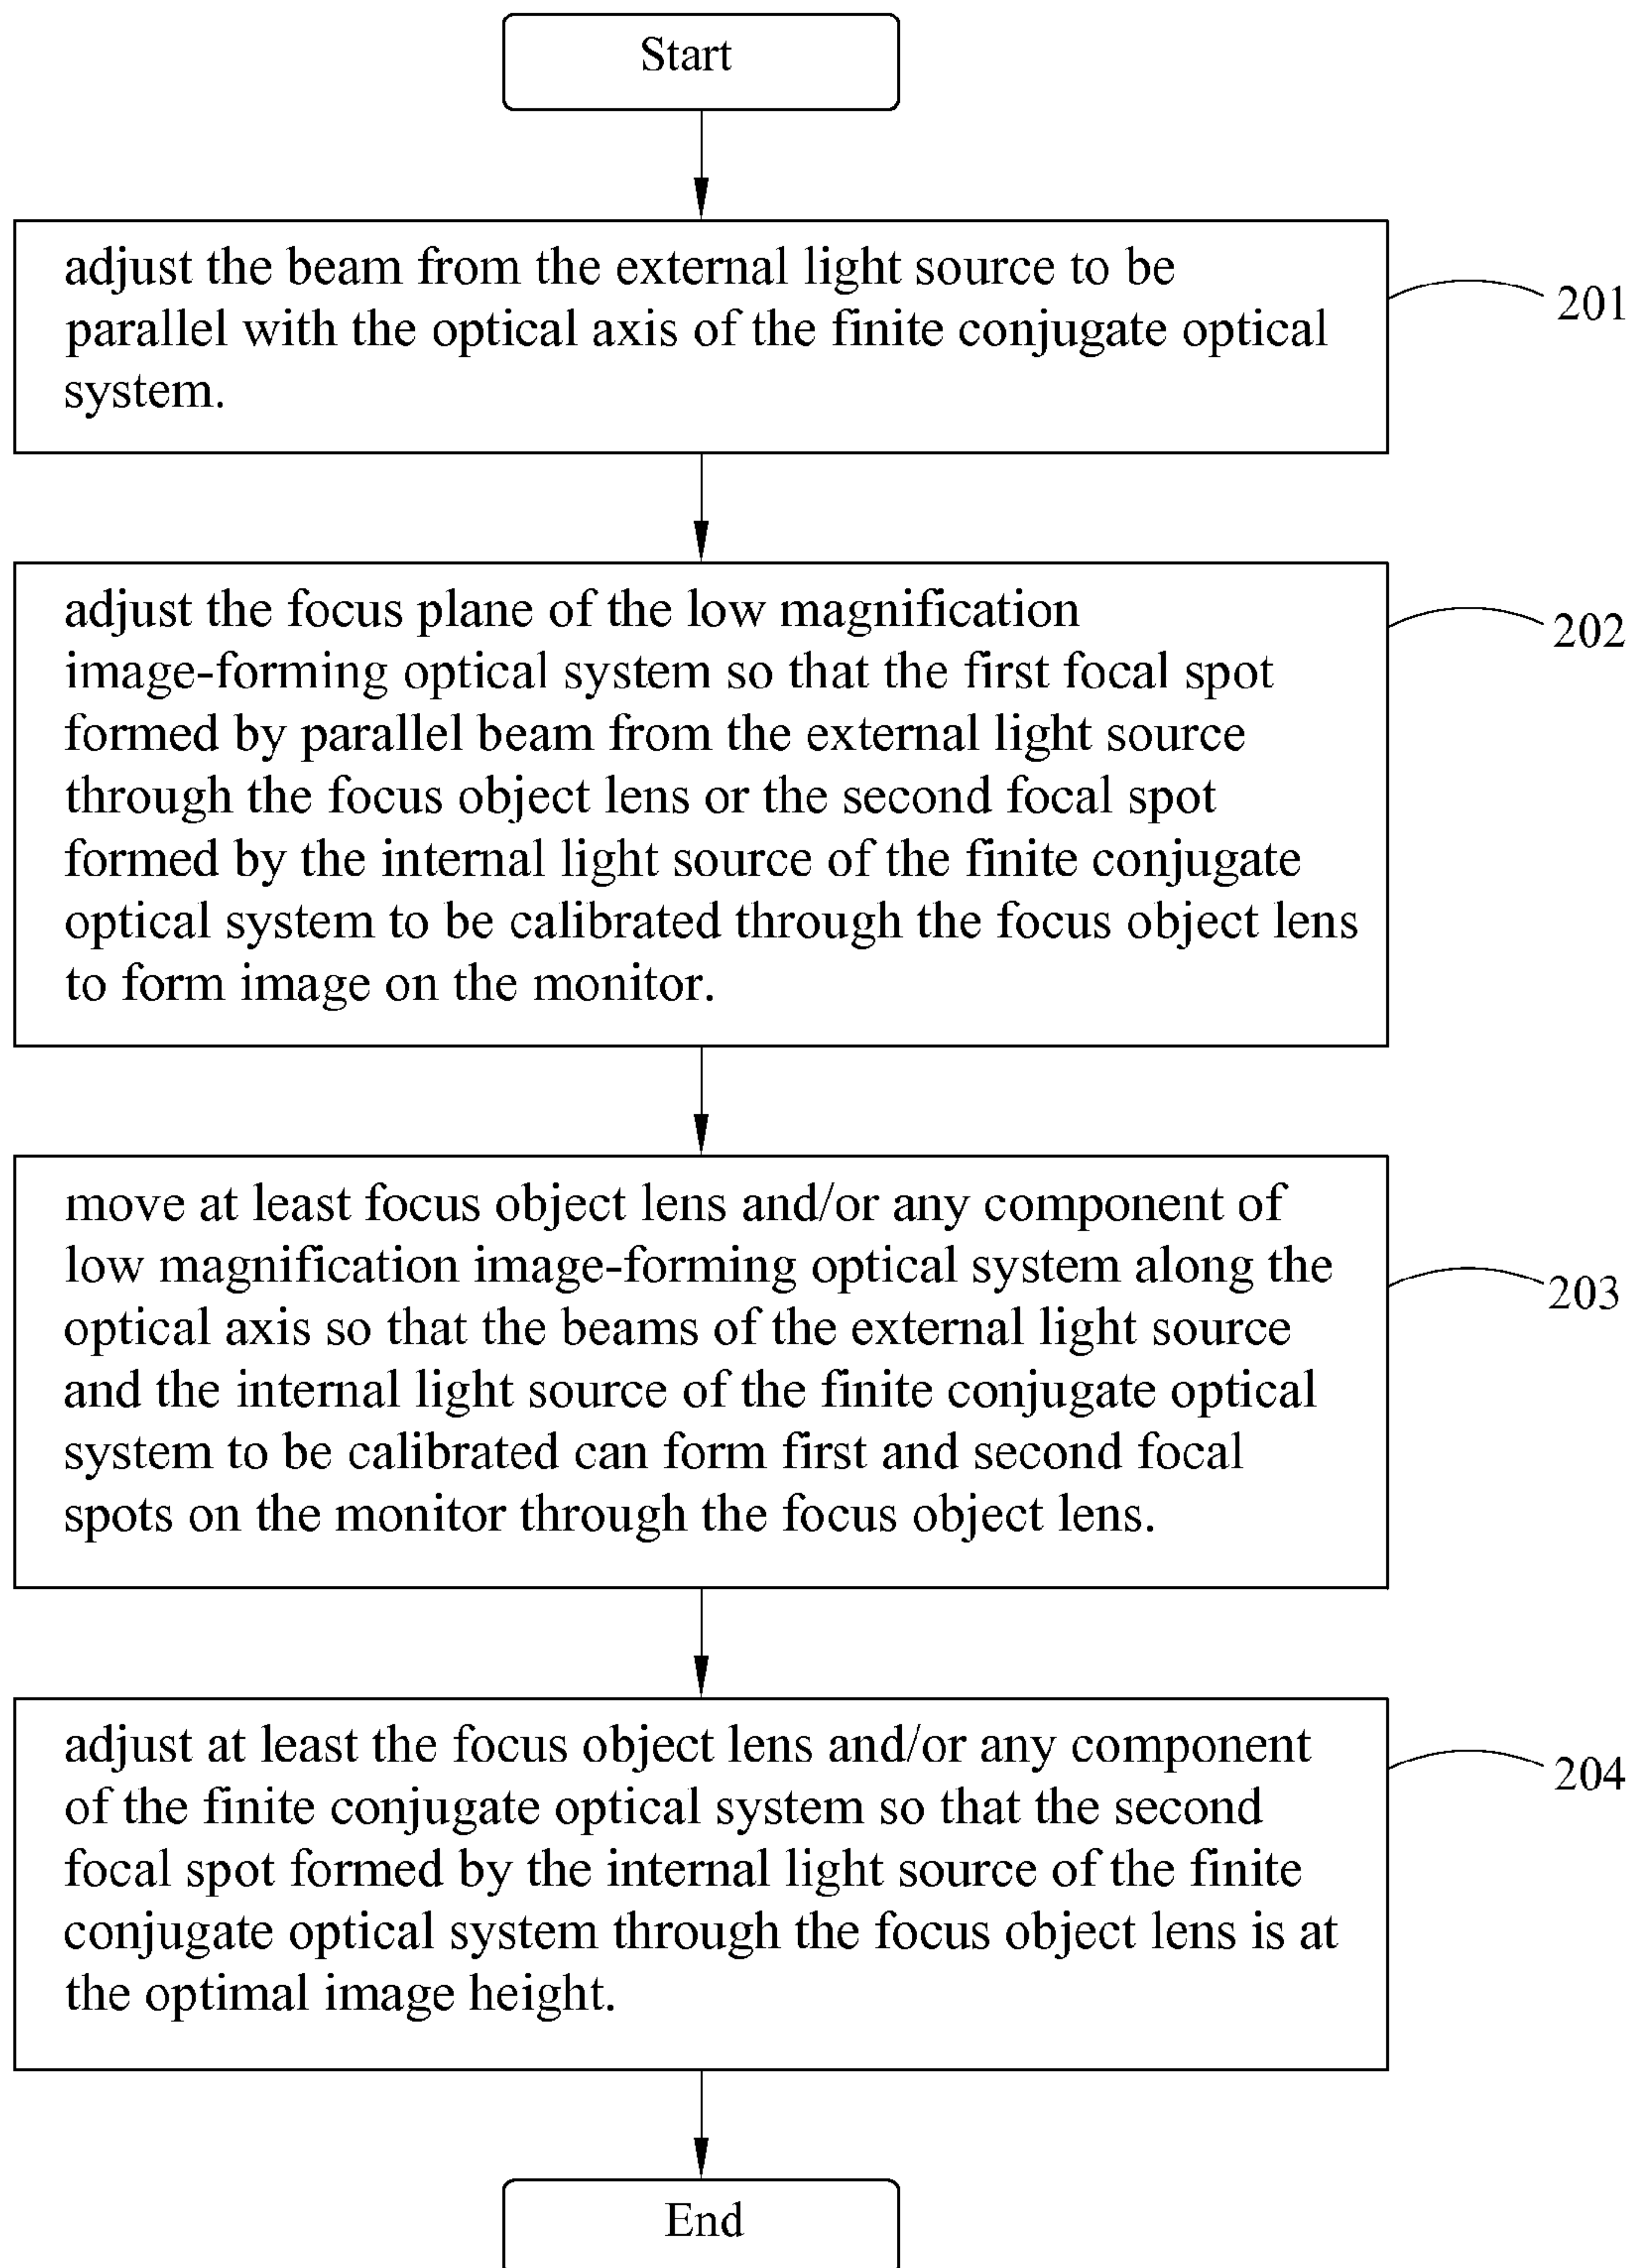 Start
adjust the beam from the external light source to be
parallel with the optical axis of the finite conjugate optical
system.
201
adjust the focus plane of the low magnification
image-forming optical system so that the first focal spot
formed by parallel beam from the external light source
through the focus object lens or the second focal spot
formed by the internal light source of the finite conjugate
optical system to be calibrated through the focus object lens
to form image on the monitor.
202
move at least focus object lens and/or any component of
low magnification image-forming optical system along the
optical axis so that the beams of the external light source
and the internal light source of the finite conjugate optical
system to be calibrated can form first and second focal
spots on the monitor through the focus object lens.
203
adjust at least the focus object lens and/or any component
of the finite conjugate optical system so that the second
focal spot formed by the internal light source of the finite
conjugate optical system through the focus object lens is at
the optimal image height.
204
End